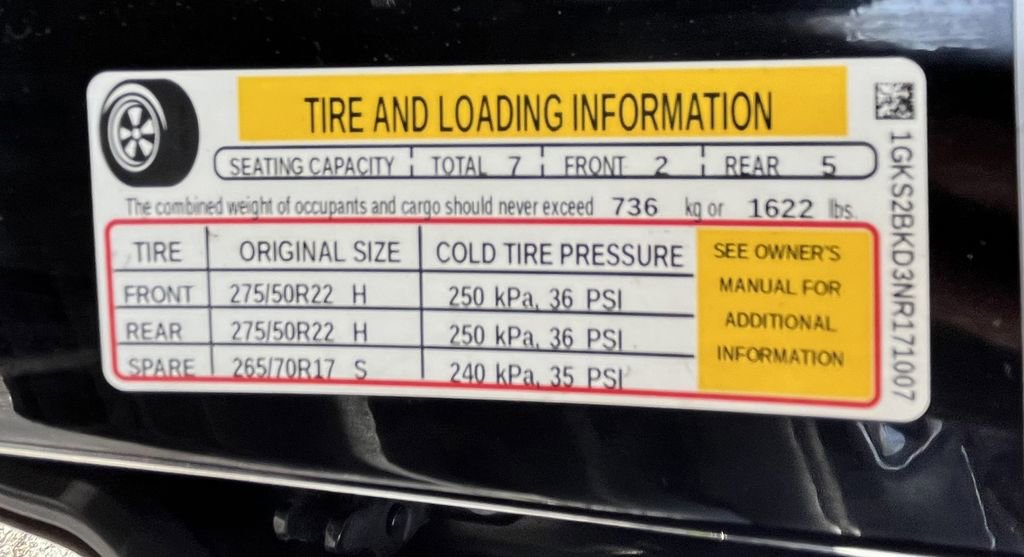 TIRE AND LOADING INFORMATION
SEATING CAPACITY TOTAL 7 FRONT 2 REAR 5
The combined weight of occupants and cargo should never exceed 736 kg or 1622 lbs.
TIRE ORIGINAL SIZE COLD TIRE PRESSURE
FRONT 275/50R22 H 250 kPa, 36 PSI
REAR 275/50R22 H 250 kPa, 36 PSI
SPARE 265/70R17 S 240 kPa, 35 PSI
SEE OWNER'S
MANUAL FOR
ADDITIONAL
INFORMATION
1GKS2BKD3NR171007